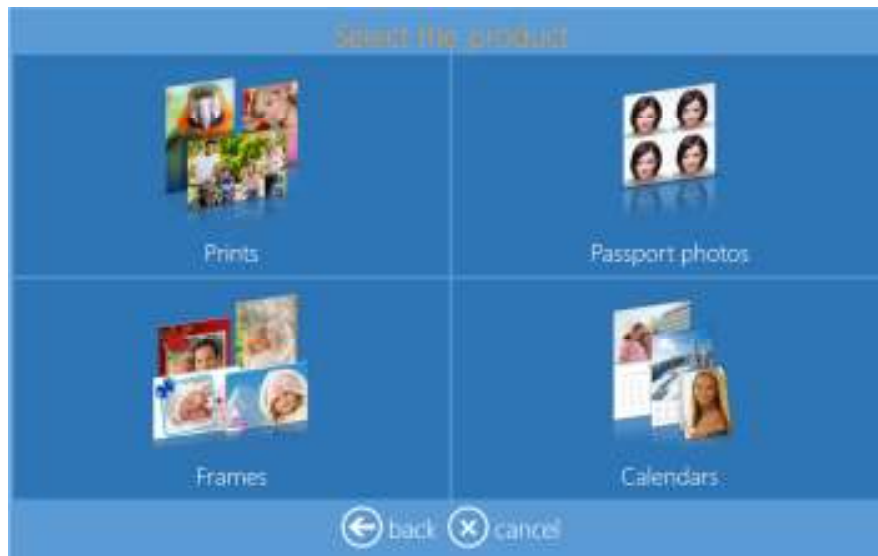 Select the product
Prints
Passport photos
Frames
Calendars
back cancel